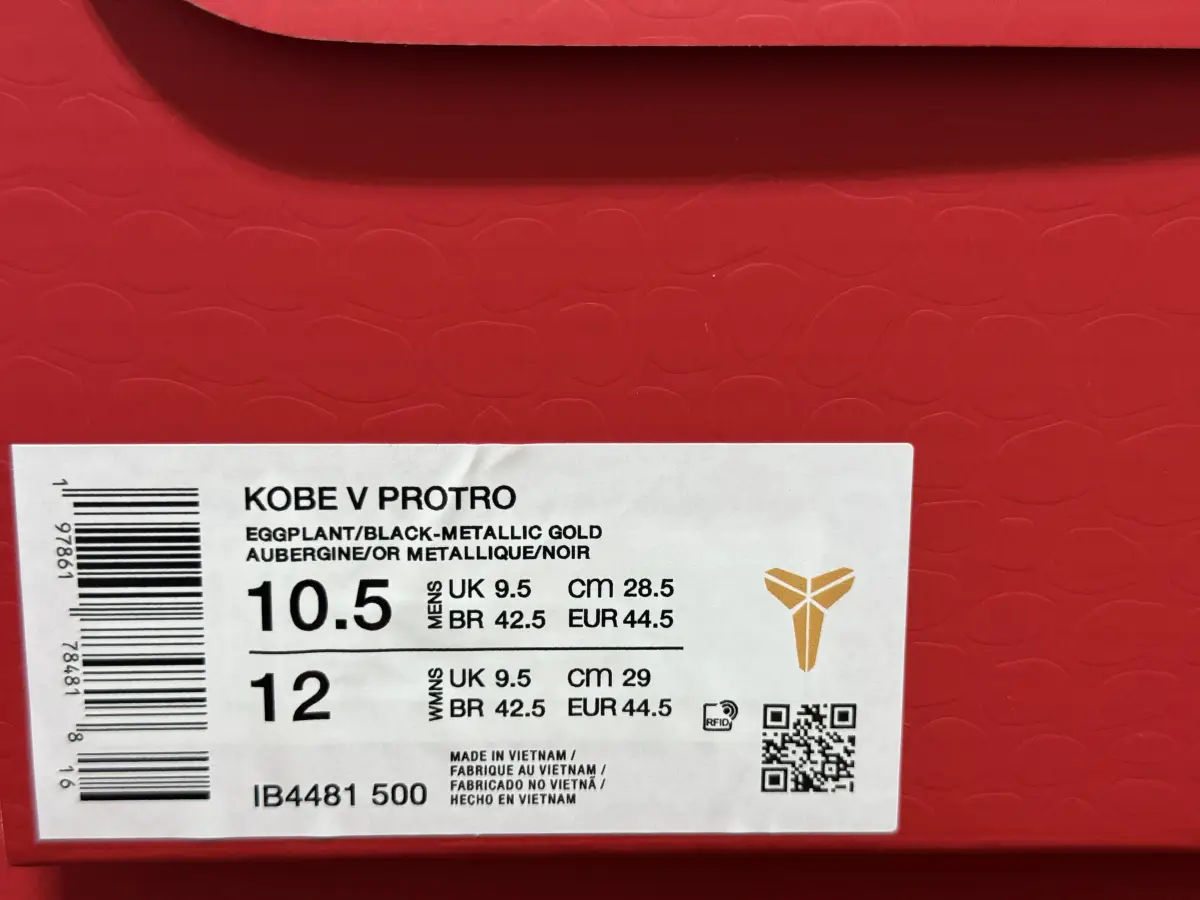 KOBE V PROTRO
EGGPLANT/BLACK-METALLIC GOLD
AUBERGINE/OR METALLIQUE/NOIR
10.5 MENS UK 9.5 CM 28.5
BR 42.5 EUR 44.5
12 WMNS UK 9.5 CM 29
BR 42.5 EUR 44.5
RFID
IB4481 500
MADE IN VIETNAM /
FABRIQUE AU VIETNAM /
FABRICADO NO VIETNÃ /
HECHO EN VIETNAM
1 97861 78481 8 16